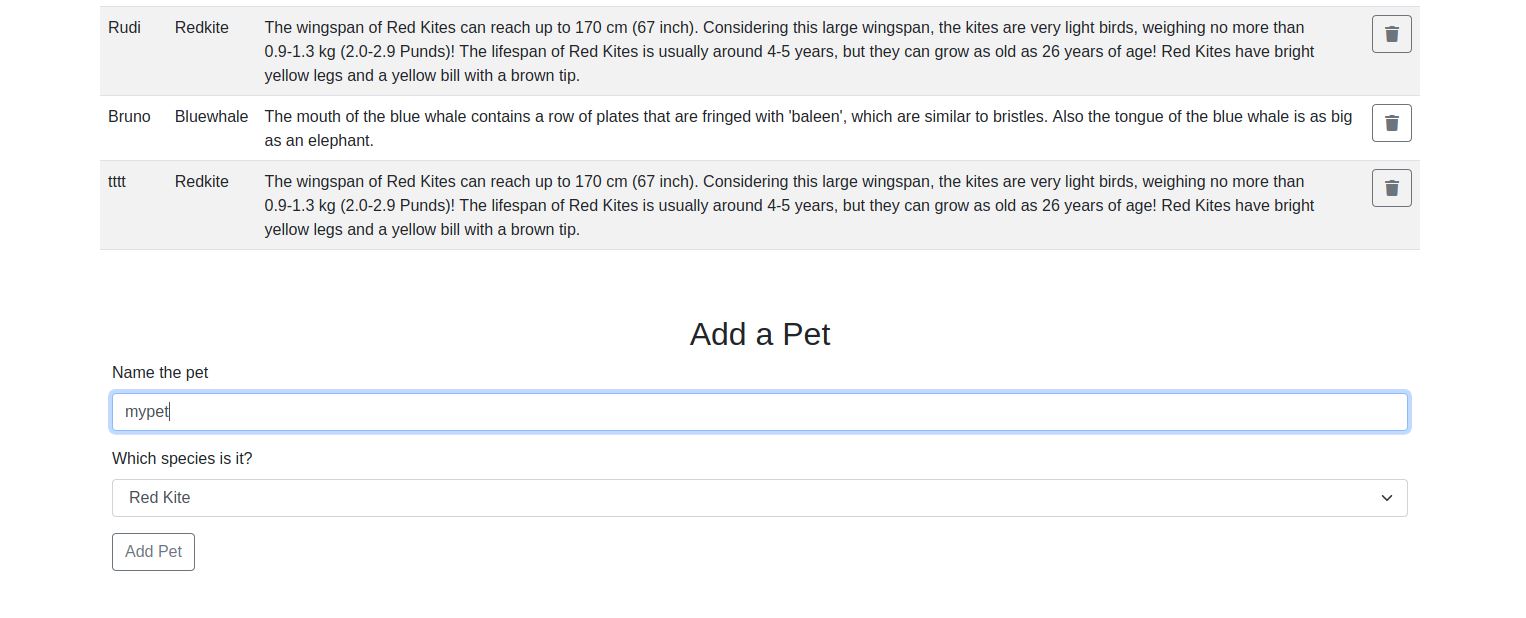 Rudi Redkite The wingspan of Red Kites can reach up to 170 cm (67 inch). Considering this large wingspan, the kites are very light birds, weighing no more than
0.9-1.3 kg (2.0-2.9 Punds)! The lifespan of Red Kites is usually around 4-5 years, but they can grow as old as 26 years of age! Red Kites have bright
yellow legs and a yellow bill with a brown tip.
Bruno Bluewhale The mouth of the blue whale contains a row of plates that are fringed with 'baleen', which are similar to bristles. Also the tongue of the blue whale is as big
as an elephant.
tttt Redkite The wingspan of Red Kites can reach up to 170 cm (67 inch). Considering this large wingspan, the kites are very light birds, weighing no more than
0.9-1.3 kg (2.0-2.9 Punds)! The lifespan of Red Kites is usually around 4-5 years, but they can grow as old as 26 years of age! Red Kites have bright
yellow legs and a yellow bill with a brown tip.
Add a Pet
Name the pet
mypet
Which species is it?
Red Kite
Add Pet